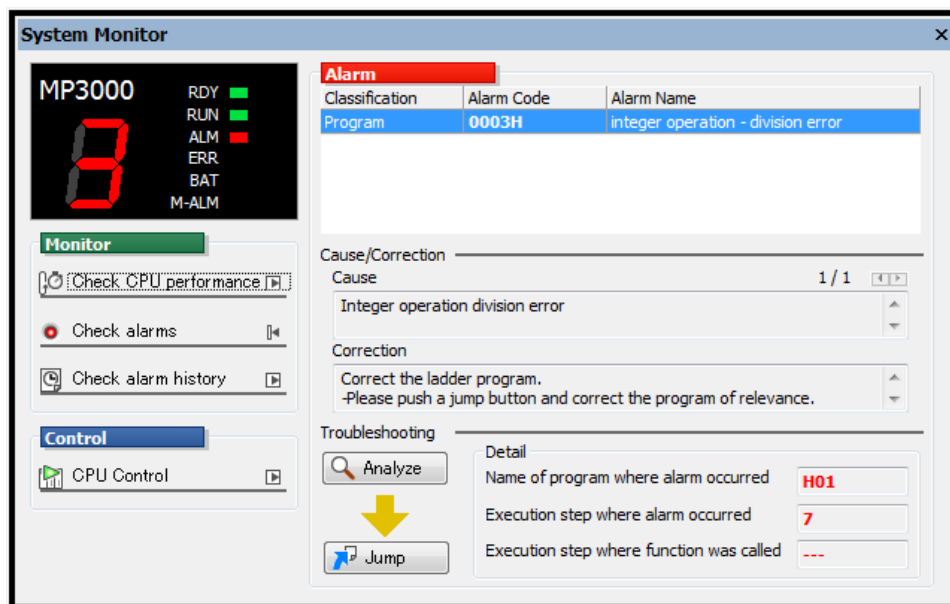 System Monitor
MP3000
RDY
RUN
ALM
ERR
BAT
M-ALM
3
Monitor
Check CPU performance
Check alarms
Check alarm history
Control
CPU Control
Alarm
Classification Alarm Code Alarm Name
Program 0003H integer operation - division error
Cause/Correction
Cause 1 / 1
Integer operation division error
Correction
Correct the ladder program.
-Please push a jump button and correct the program of relevance.
Troubleshooting
Analyze
Jump
Detail
Name of program where alarm occurred H01
Execution step where alarm occurred 7
Execution step where function was called ---